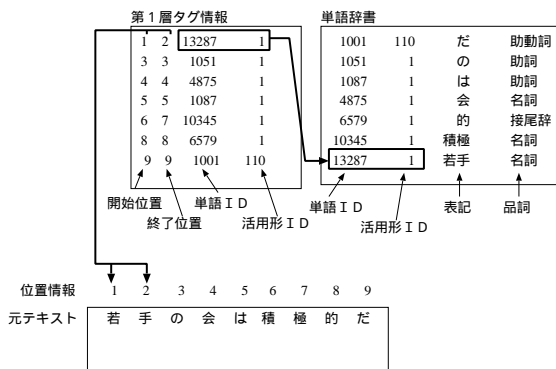 第１層タグ情報
1 2 13287 1
3 3 1051 1
4 4 4875 1
5 5 1087 1
6 7 10345 1
8 8 6579 1
9 9 1001 110
開始位置 単語ＩＤ
終了位置 活用形ＩＤ
単語辞書
1001 110 だ 助動詞
1051 1 の 助詞
1087 1 は 助詞
4875 1 会 名詞
6579 1 的 接尾辞
10345 1 積極 名詞
13287 1 若手 名詞
単語ＩＤ 表記 品詞
活用形ＩＤ
位置情報 1 2 3 4 5 6 7 8 9
元テキスト 若 手 の 会 は 積 極 的 だ